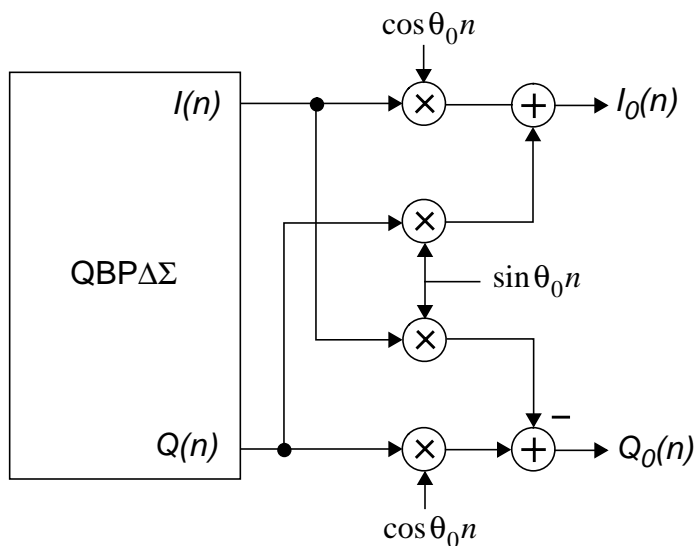 cos θ₀n
I(n)
× + I₀(n)
×
QBPΔΣ
sin θ₀n
×
−
Q(n)
× + Q₀(n)
cos θ₀n